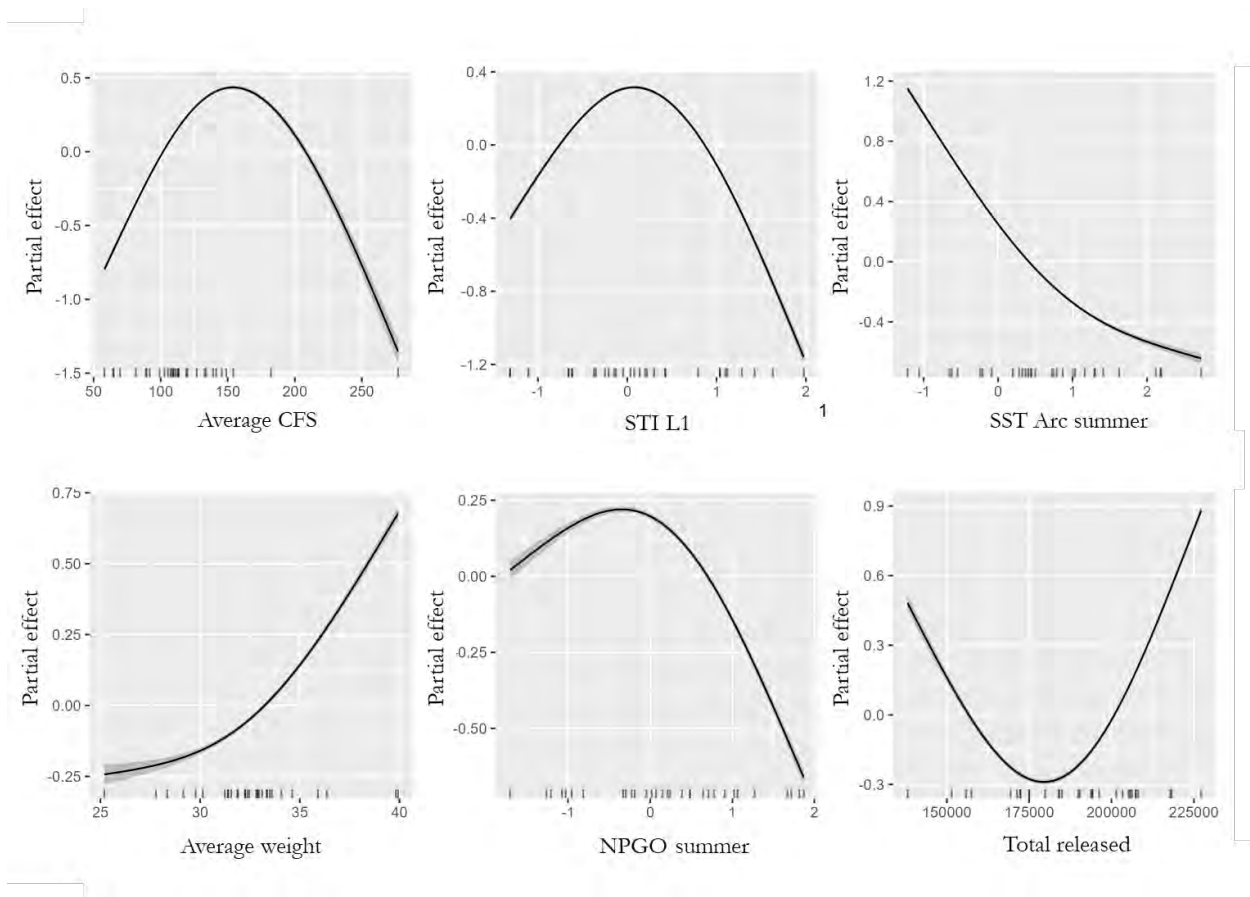 0.5
0.0
-0.5
-1.0
-1.5
50 100 150 200 250
Partial effect
Average CFS
0.4
0.0
-0.4
-0.8
-1.2
-1 0 1 2
Partial effect
STI L1
1
1.2
0.8
0.4
0.0
-0.4
-1 0 1 2
Partial effect
SST Arc summer
0.75
0.50
0.25
0.00
-0.25
25 30 35 40
Partial effect
Average weight
0.25
0.00
-0.25
-0.50
-1 0 1 2
Partial effect
NPGO summer
0.9
0.6
0.3
0.0
-0.3
150000 175000 200000 225000
Partial effect
Total released